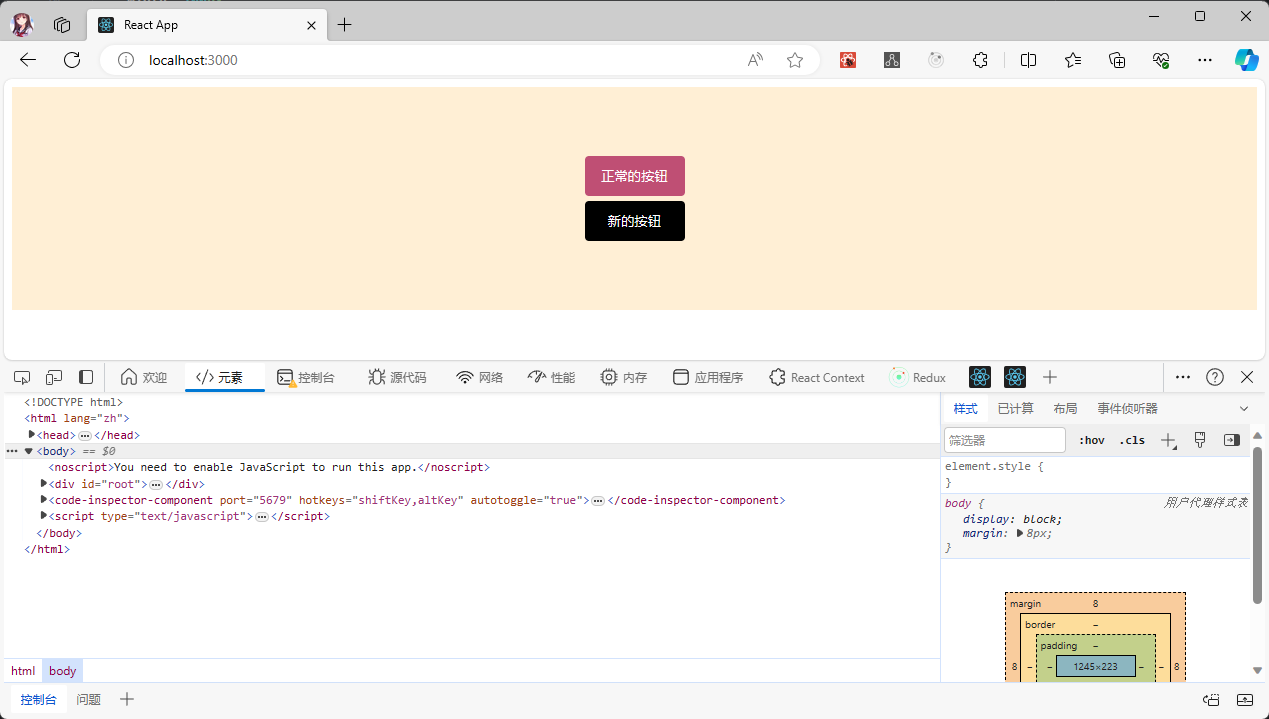 React App
localhost:3000
正常的按钮
新的按钮
欢迎 </> 元素 控制台 源代码 网络 性能 内存 应用程序 React Context Redux
<!DOCTYPE html>
<html lang="zh">
<head> ⋯ </head>
<body> == $0
<noscript>You need to enable JavaScript to run this app.</noscript>
<div id="root"> ⋯ </div>
<code-inspector-component port="5679" hotkeys="shiftKey,altKey" autotoggle="true"> ⋯ </code-inspector-component>
<script type="text/javascript"> ⋯ </script>
</body>
</html>
html body
样式 已计算 布局 事件侦听器
筛选器 :hov .cls
element.style {
}
body { 用户代理样式表
display: block;
margin: 8px;
}
margin 8
border –
padding –
8 – – 1245×223 – – 8
控制台 问题